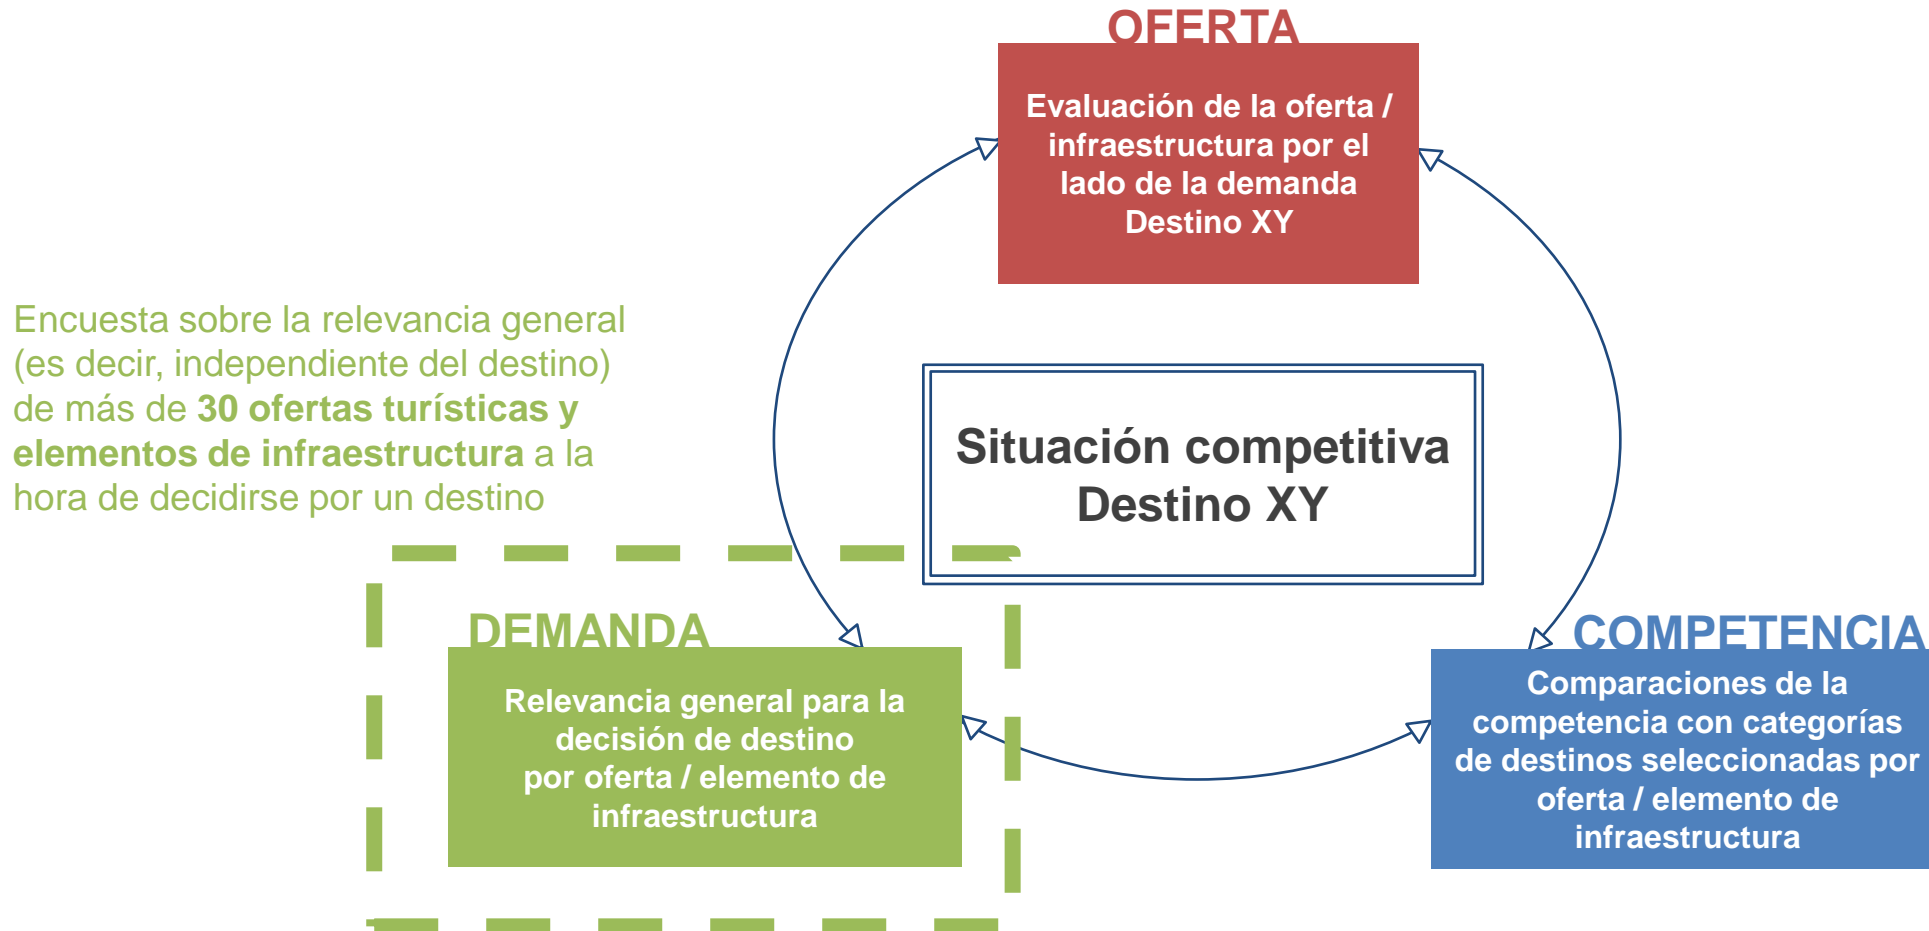 OFERTA
Evaluación de la oferta /
infraestructura por el
lado de la demanda
Destino XY
Encuesta sobre la relevancia general
(es decir, independiente del destino)
de más de 30 ofertas turísticas y
elementos de infraestructura a la
hora de decidirse por un destino
Situación competitiva
Destino XY
DEMANDA
Relevancia general para la
decisión de destino
por oferta / elemento de
infraestructura
COMPETENCIA
Comparaciones de la
competencia con categorías
de destinos seleccionadas por
oferta / elemento de
infraestructura